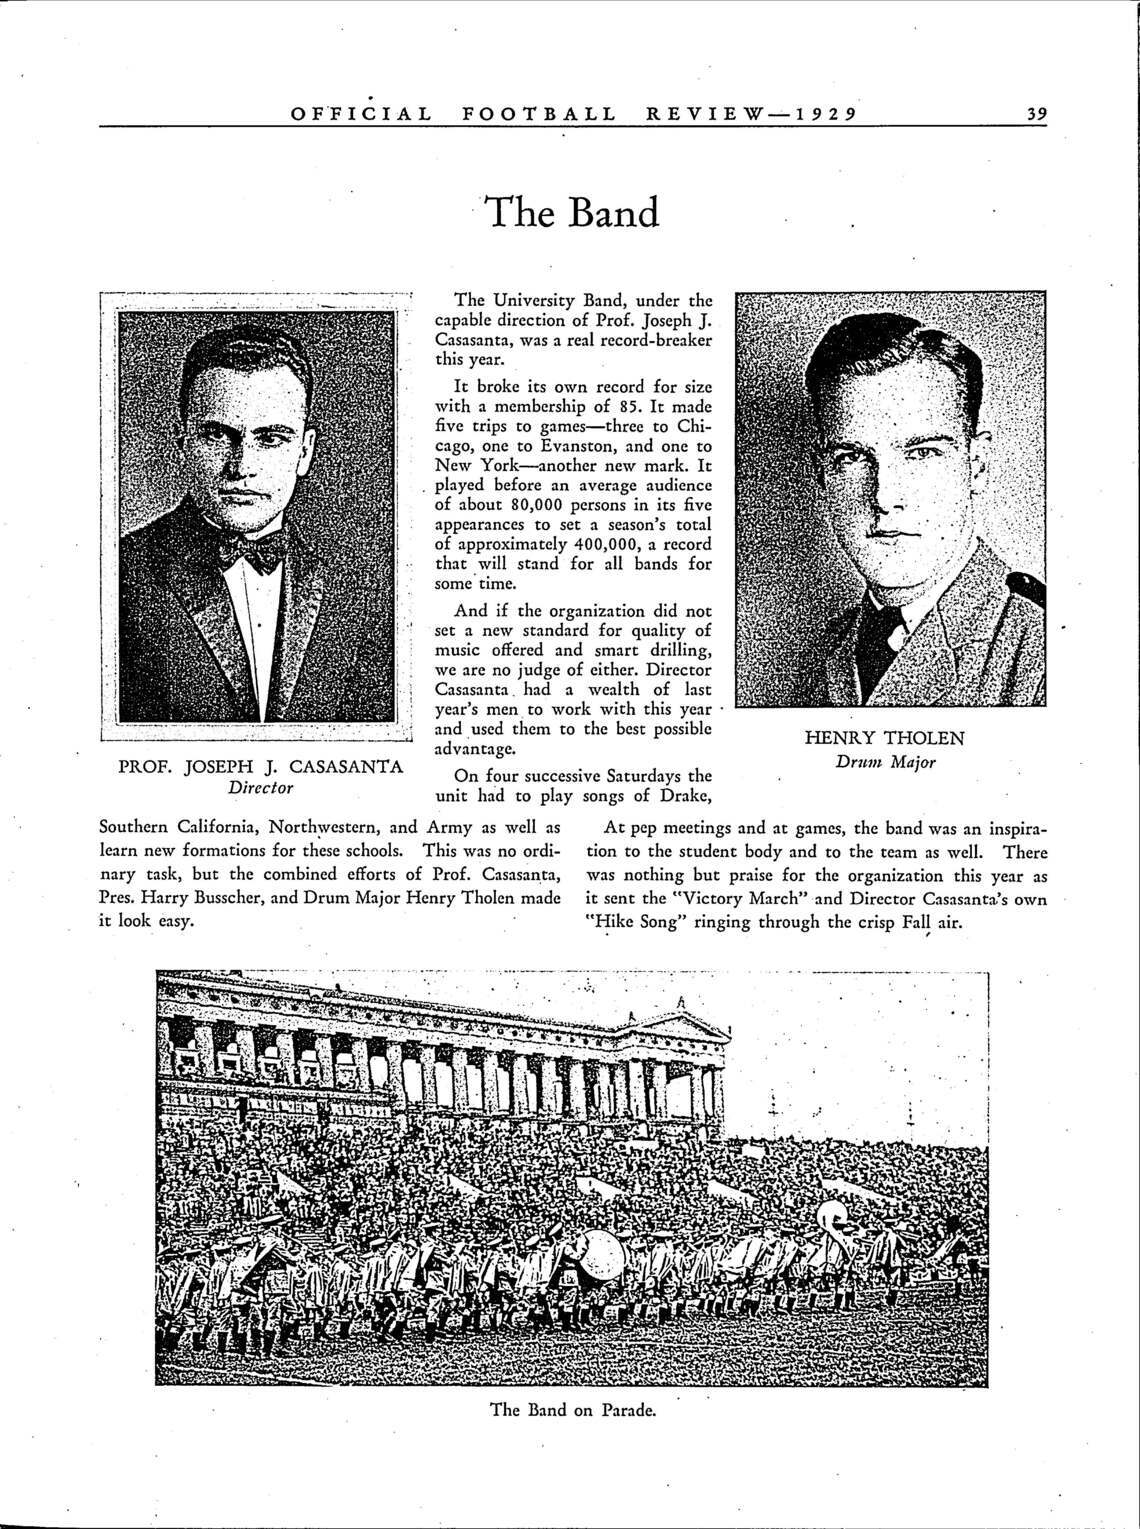 OFFICIAL FOOTBALL REVIEW—1929 39
The Band
The University Band, under the
capable direction of Prof. Joseph J.
Casasanta, was a real record-breaker
this year.
It broke its own record for size
with a membership of 85. It made
five trips to games—three to Chi-
cago, one to Evanston, and one to
New York—another new mark. It
played before an average audience
of about 80,000 persons in its five
appearances to set a season's total
of approximately 400,000, a record
that will stand for all bands for
some time.
And if the organization did not
set a new standard for quality of
music offered and smart drilling,
we are no judge of either. Director
Casasanta had a wealth of last
year's men to work with this year
and used them to the best possible
advantage.
On four successive Saturdays the
unit had to play songs of Drake,
PROF. JOSEPH J. CASASANTA
Director
HENRY THOLEN
Drum Major
Southern California, Northwestern, and Army as well as
learn new formations for these schools. This was no ordi-
nary task, but the combined efforts of Prof. Casasanta,
Pres. Harry Busscher, and Drum Major Henry Tholen made
it look easy.
At pep meetings and at games, the band was an inspira-
tion to the student body and to the team as well. There
was nothing but praise for the organization this year as
it sent the "Victory March" and Director Casasanta's own
"Hike Song" ringing through the crisp Fall air.
The Band on Parade.